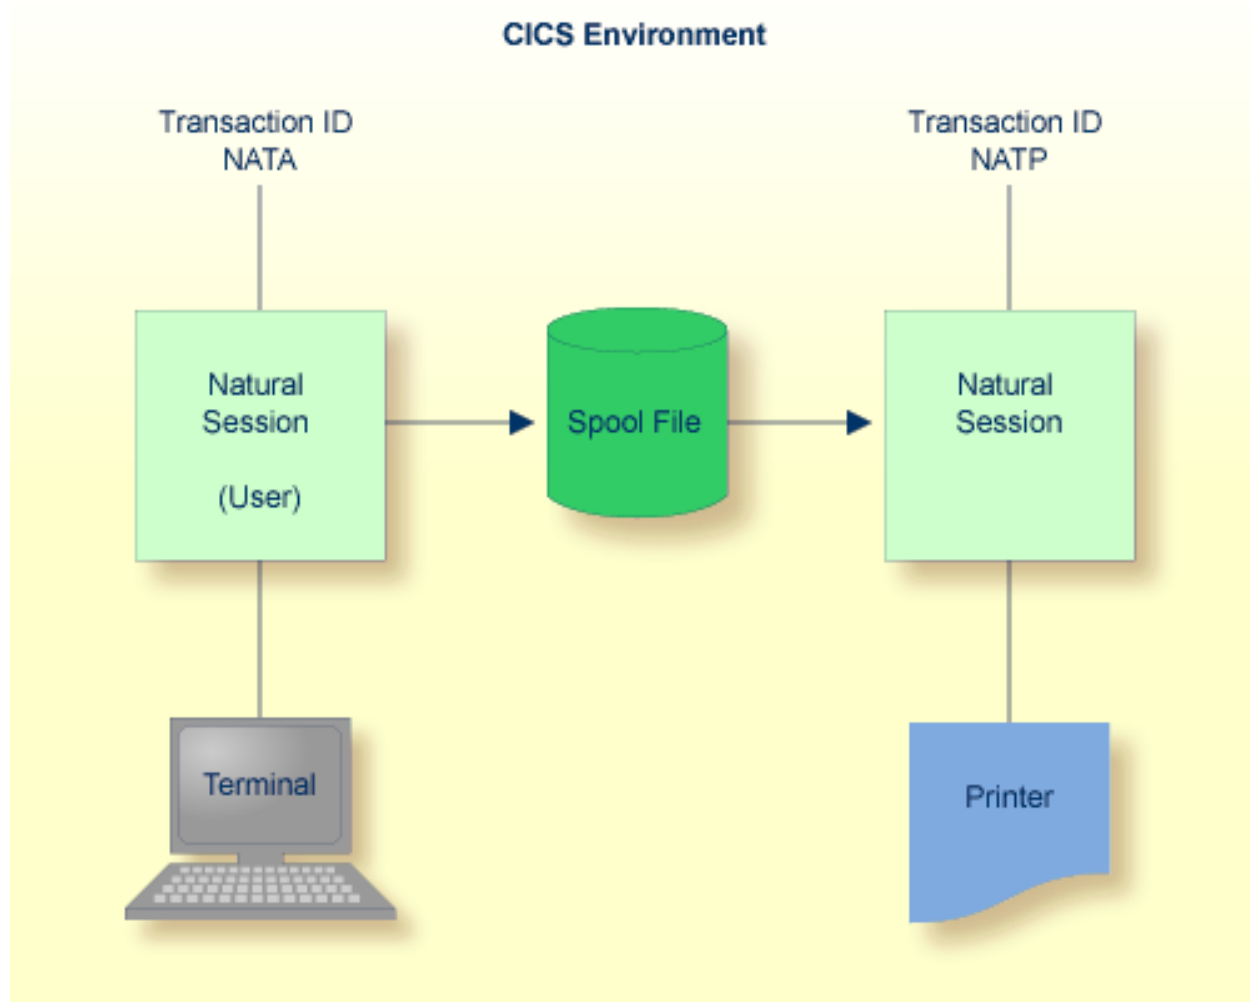 CICS Environment
Transaction ID
NATA
Transaction ID
NATP
Natural
Session
(User)
Spool File
Natural
Session
Terminal
Printer